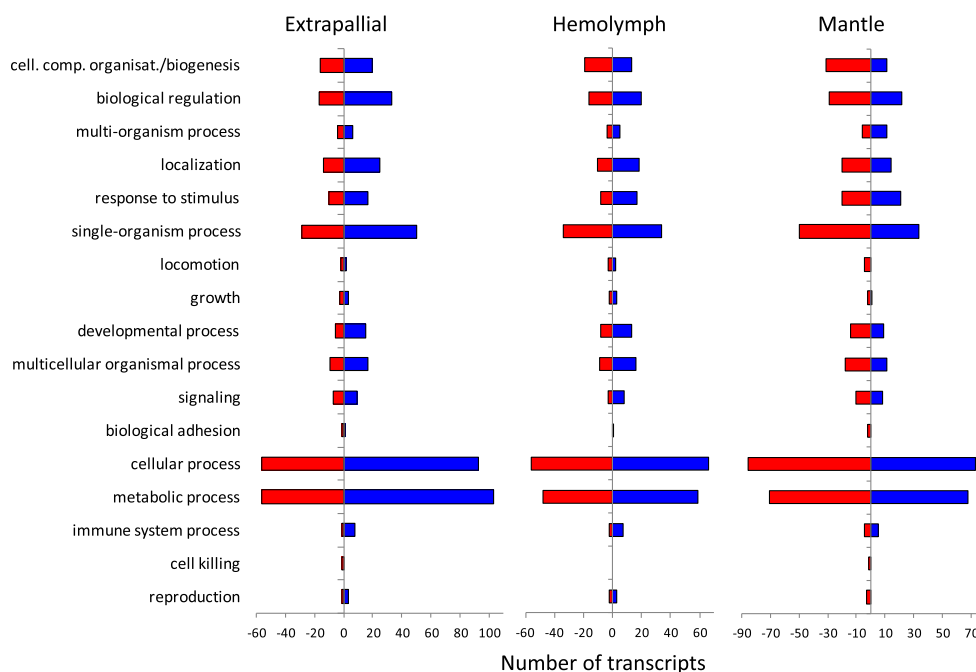 Extrapallial Hemolymph Mantle
cell. comp. organisat./biogenesis
biological regulation
multi-organism process
localization
response to stimulus
single-organism process
locomotion
growth
developmental process
multicellular organismal process
signaling
biological adhesion
cellular process
metabolic process
immune system process
cell killing
reproduction
-60 -40 -20 0 20 40 60 80 100 -60 -40 -20 0 20 40 60 -90 -70 -50 -30 -10 10 30 50 70
Number of transcripts